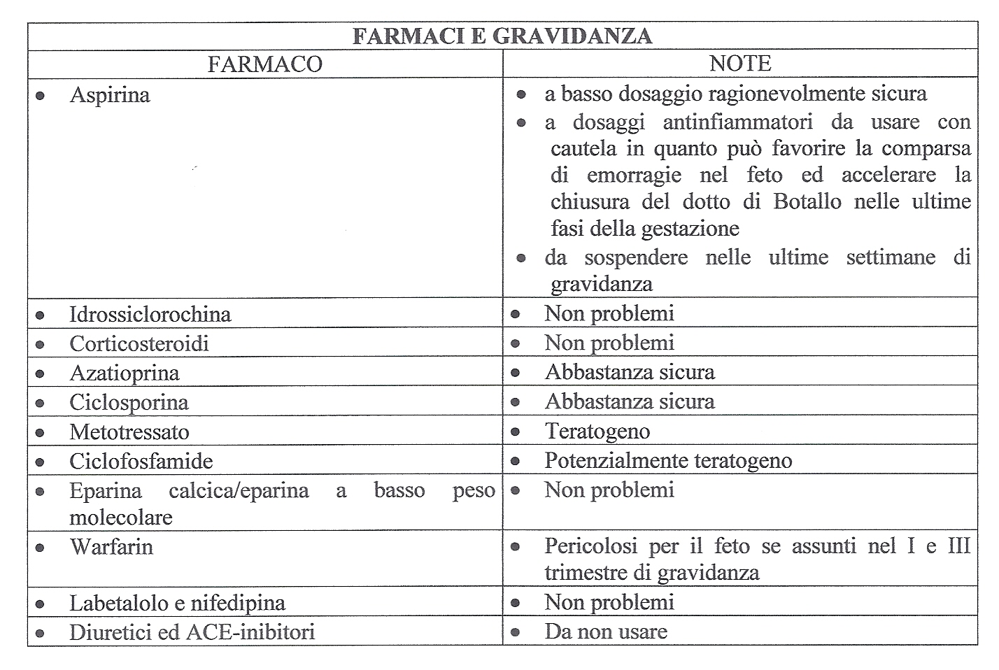 FARMACI E GRAVIDANZA
FARMACO
NOTE
• Aspirina
• a basso dosaggio ragionevolmente sicura
• a dosaggi antinfiammatori da usare con
cautela in quanto può favorire la comparsa
di emorragie nel feto ed accelerare la
chiusura del dotto di Botallo nelle ultime
fasi della gestazione
• da sospendere nelle ultime settimane di
gravidanza
• Idrossiclorochina
• Non problemi
• Corticosteroidi
• Non problemi
• Azatioprina
• Abbastanza sicura
• Ciclosporina
• Abbastanza sicura
• Metotressato
• Teratogeno
• Ciclofosfamide
• Potenzialmente teratogeno
• Eparina calcica/eparina a basso peso
molecolare
• Non problemi
• Warfarin
• Pericolosi per il feto se assunti nel I e III
trimestre di gravidanza
• Labetalolo e nifedipina
• Non problemi
• Diuretici ed ACE-inibitori
• Da non usare